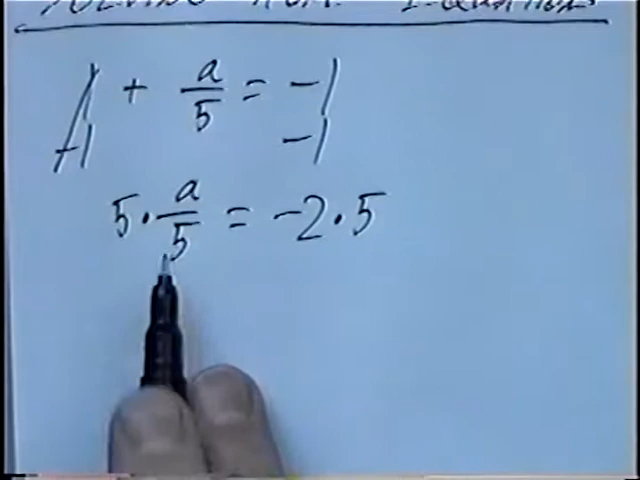 1 + a/5 = -1
-1 -1
5 · a/5 = -2 · 5